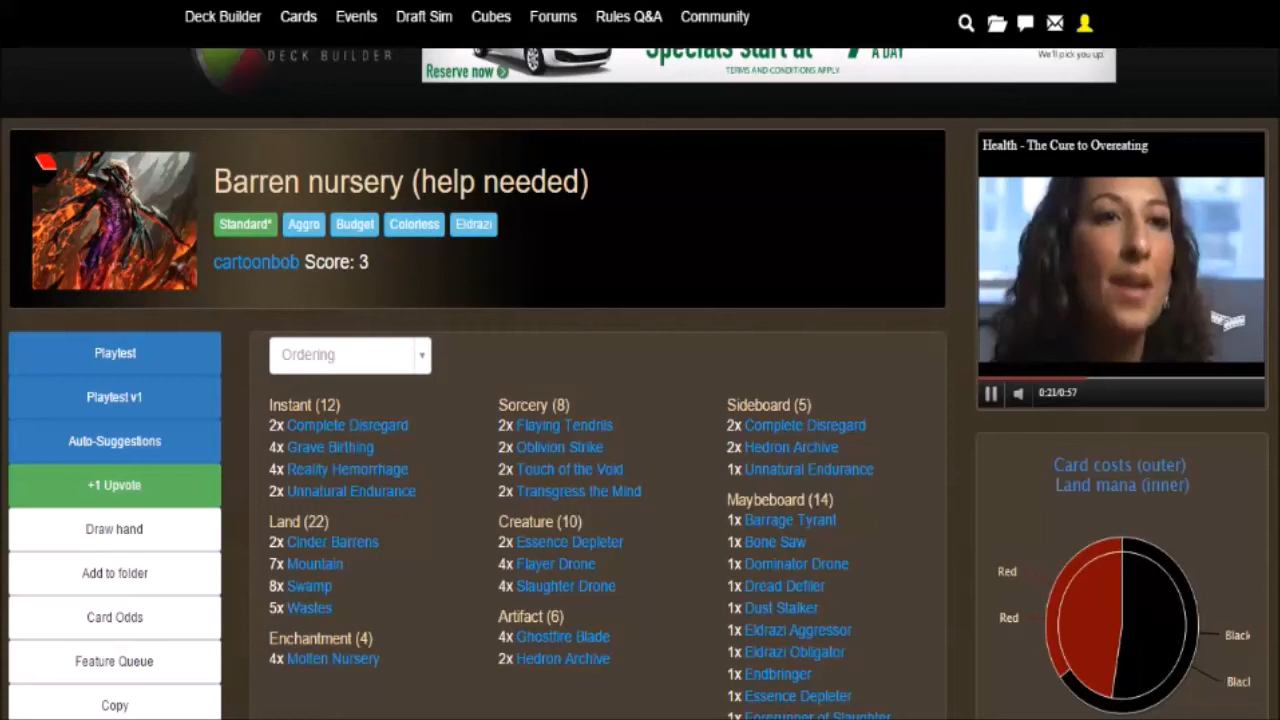 Deck Builder Cards Events Draft Sim Cubes Forums Rules Q&A Community
DECK BUILDER
Reserve now
Specials start at
A DAY
TERMS AND CONDITIONS APPLY
We'll pick you up.
Barren nursery (help needed)
Standard* Aggro Budget Colorless Eldrazi
cartoonbob Score: 3
Health - The Cure to Overeating
0:21/0:57
Playtest
Playtest v1
Auto-Suggestions
+1 Upvote
Draw hand
Add to folder
Card Odds
Feature Queue
Copy
Ordering
Instant (12)
2x Complete Disregard
4x Grave Birthing
4x Reality Hemorrhage
2x Unnatural Endurance
Land (22)
2x Cinder Barrens
7x Mountain
8x Swamp
5x Wastes
Enchantment (4)
4x Molten Nursery
Sorcery (8)
2x Flaying Tendrils
2x Oblivion Strike
2x Touch of the Void
2x Transgress the Mind
Creature (10)
2x Essence Depleter
4x Flayer Drone
4x Slaughter Drone
Artifact (6)
4x Ghostfire Blade
2x Hedron Archive
Sideboard (5)
2x Complete Disregard
2x Hedron Archive
1x Unnatural Endurance
Maybeboard (14)
1x Barrage Tyrant
1x Bone Saw
1x Dominator Drone
1x Dread Defiler
1x Dust Stalker
1x Eldrazi Aggressor
1x Eldrazi Obligator
1x Endbringer
1x Essence Depleter
1x Forerunner of Slaughter
Card costs (outer)
Land mana (inner)
Red
Red
Black
Blacl